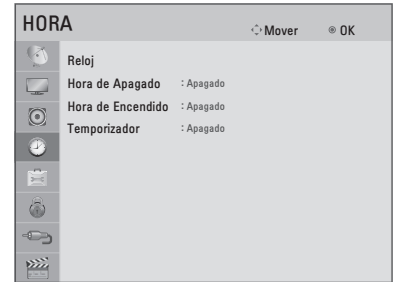 HORA
Mover OK
Reloj
Hora de Apagado : Apagado
Hora de Encendido : Apagado
Temporizador : Apagado